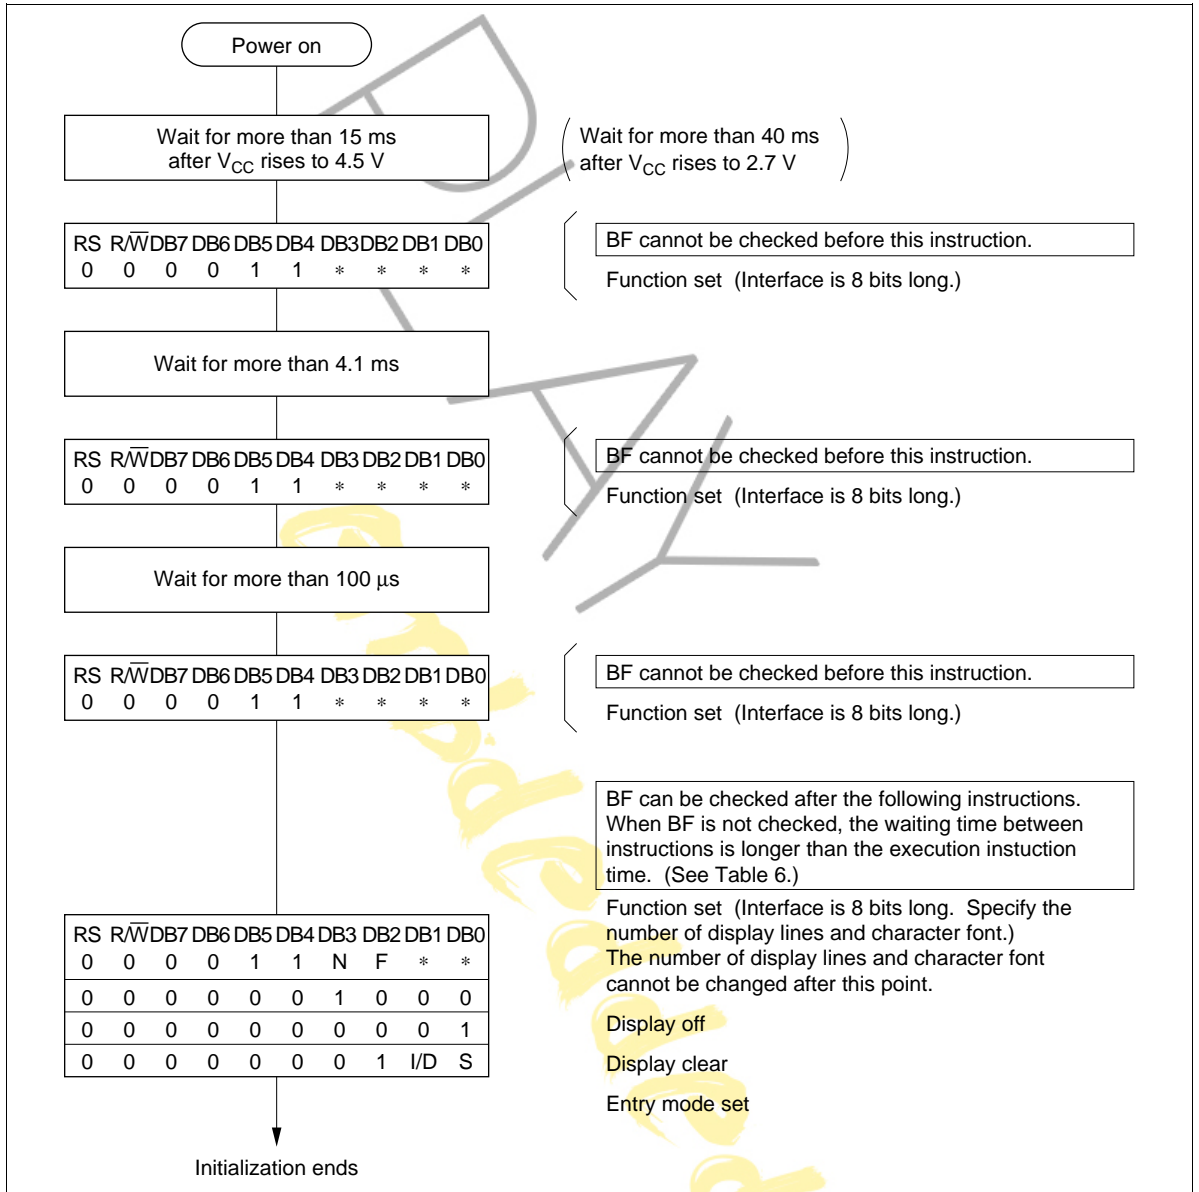 Power on
Wait for more than 15 ms
after VCC rises to 4.5 V
Wait for more than 40 ms
after VCC rises to 2.7 V
RS R/W DB7 DB6 DB5 DB4 DB3 DB2 DB1 DB0
0 0 0 0 1 1 * * * *
BF cannot be checked before this instruction.
Function set (Interface is 8 bits long.)
Wait for more than 4.1 ms
RS R/W DB7 DB6 DB5 DB4 DB3 DB2 DB1 DB0
0 0 0 0 1 1 * * * *
BF cannot be checked before this instruction.
Function set (Interface is 8 bits long.)
Wait for more than 100 μs
RS R/W DB7 DB6 DB5 DB4 DB3 DB2 DB1 DB0
0 0 0 0 1 1 * * * *
BF cannot be checked before this instruction.
Function set (Interface is 8 bits long.)
BF can be checked after the following instructions.
When BF is not checked, the waiting time between
instructions is longer than the execution instuction
time. (See Table 6.)
RS R/W DB7 DB6 DB5 DB4 DB3 DB2 DB1 DB0
0 0 0 0 1 1 N F * *
0 0 0 0 0 0 1 0 0 0
0 0 0 0 0 0 0 0 0 1
0 0 0 0 0 0 0 1 I/D S
Function set (Interface is 8 bits long. Specify the
number of display lines and character font.)
The number of display lines and character font
cannot be changed after this point.
Display off
Display clear
Entry mode set
Initialization ends